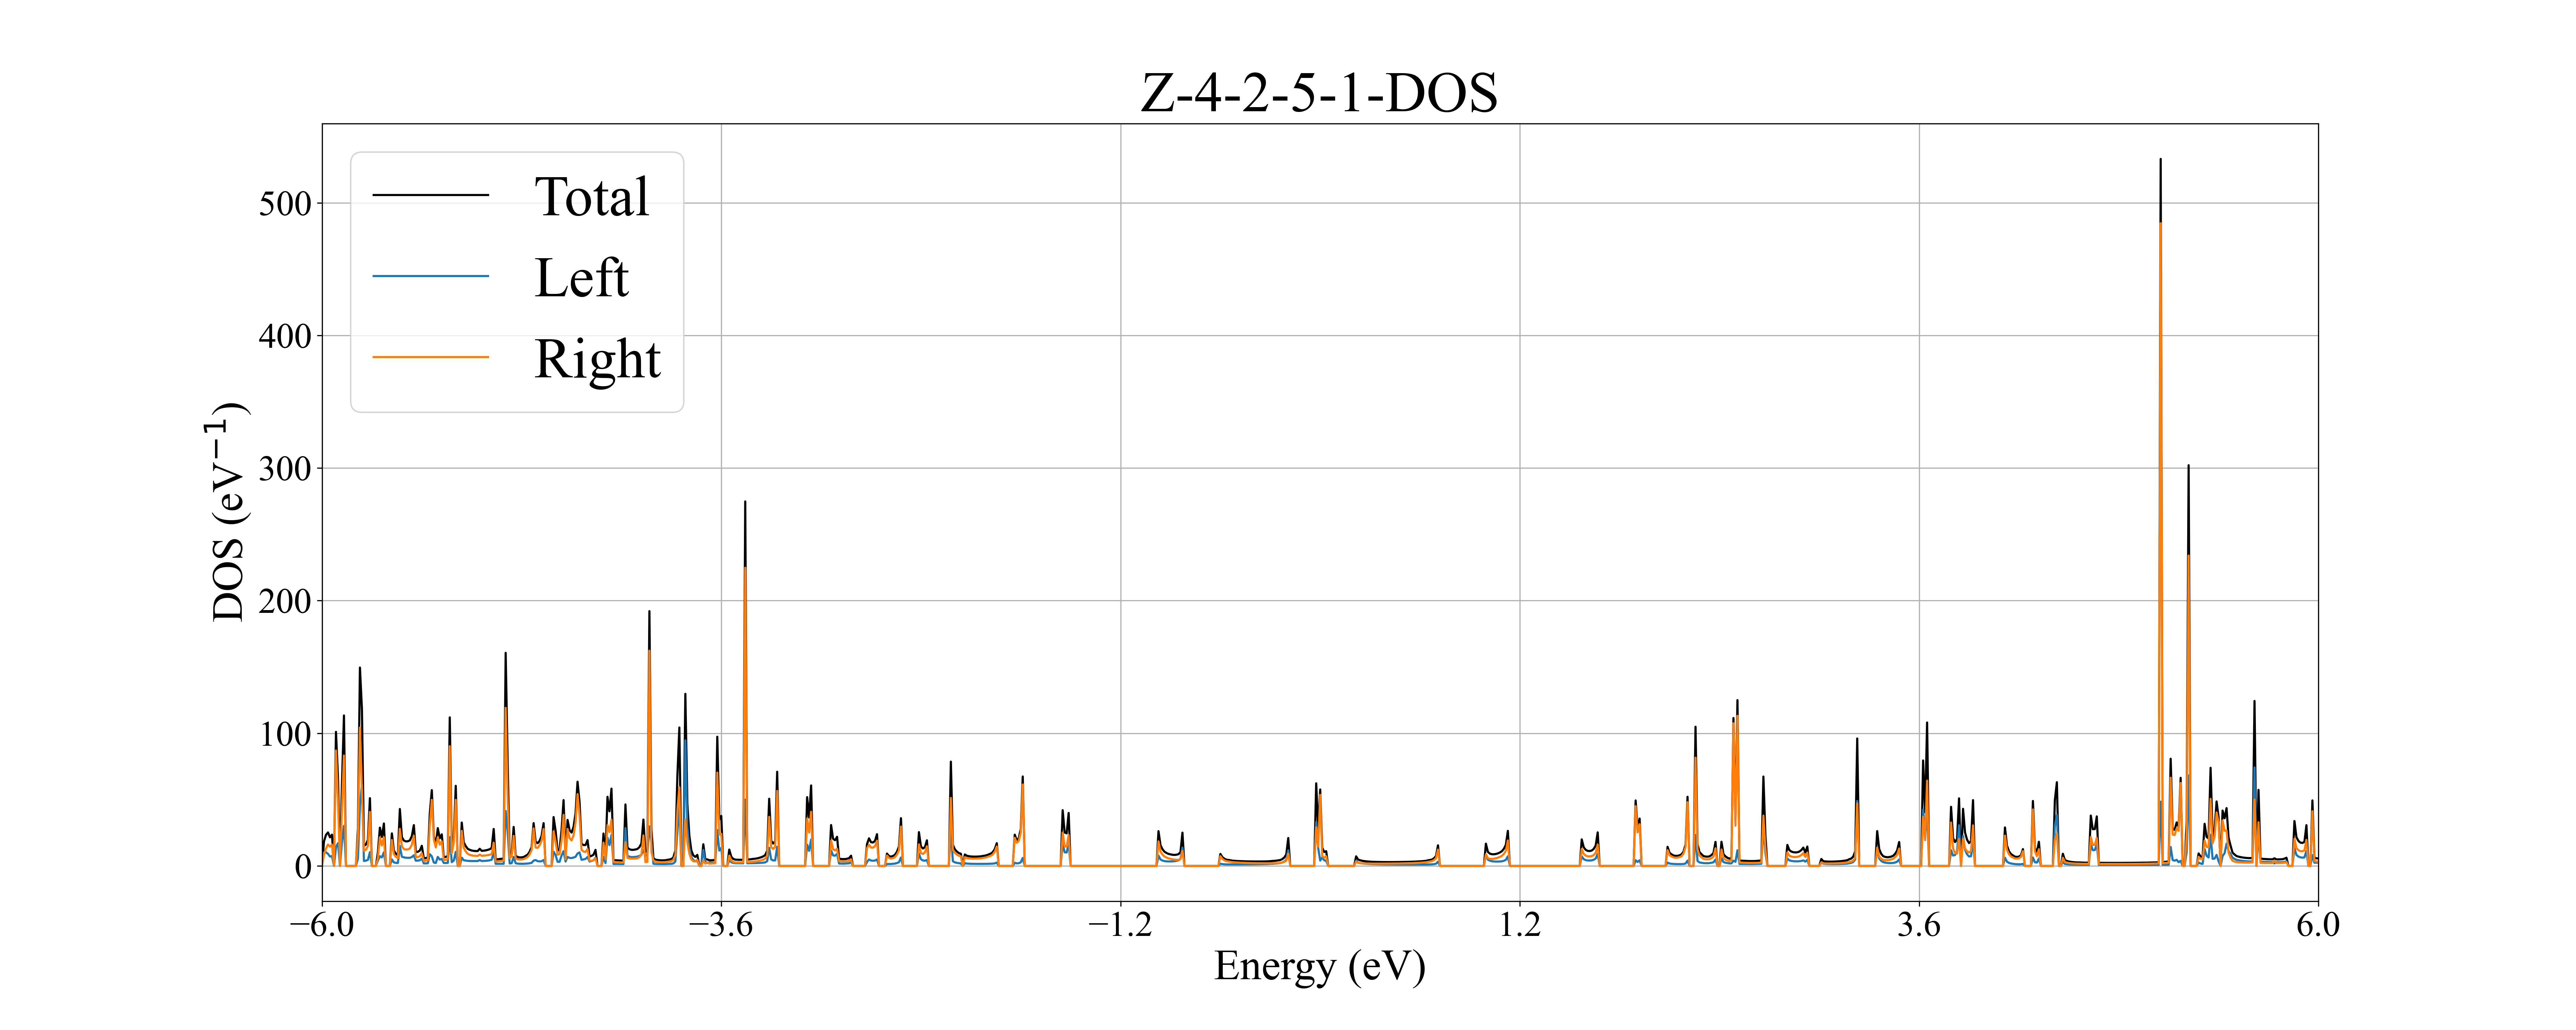 Z-4-2-5-1-DOS
Total
Left
Right
500
400
300
200
100
0
DOS (eV⁻¹)
−6.0 −3.6 −1.2 1.2 3.6 6.0
Energy (eV)